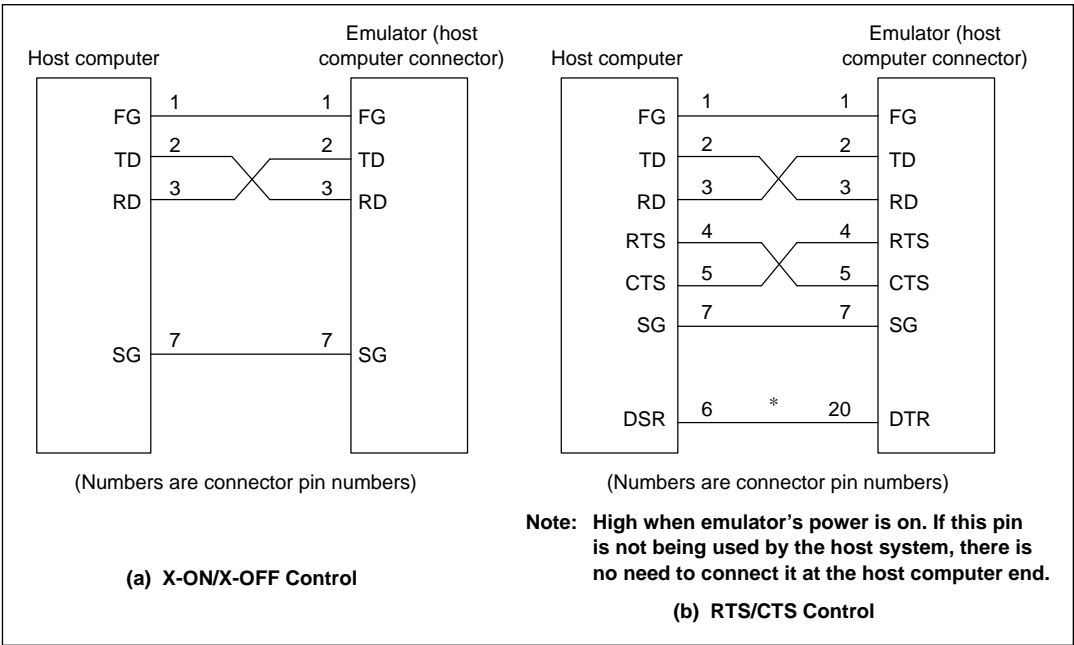 Host computer
Emulator (host
computer connector)
FG 1 1 FG
TD 2 2 TD
RD 3 3 RD
SG 7 7 SG
(Numbers are connector pin numbers)
(a) X-ON/X-OFF Control
Host computer
Emulator (host
computer connector)
FG 1 1 FG
TD 2 2 TD
RD 3 3 RD
RTS 4 4 RTS
CTS 5 5 CTS
SG 7 7 SG
DSR 6 * 20 DTR
(Numbers are connector pin numbers)
Note: High when emulator's power is on. If this pin
is not being used by the host system, there is
no need to connect it at the host computer end.
(b) RTS/CTS Control